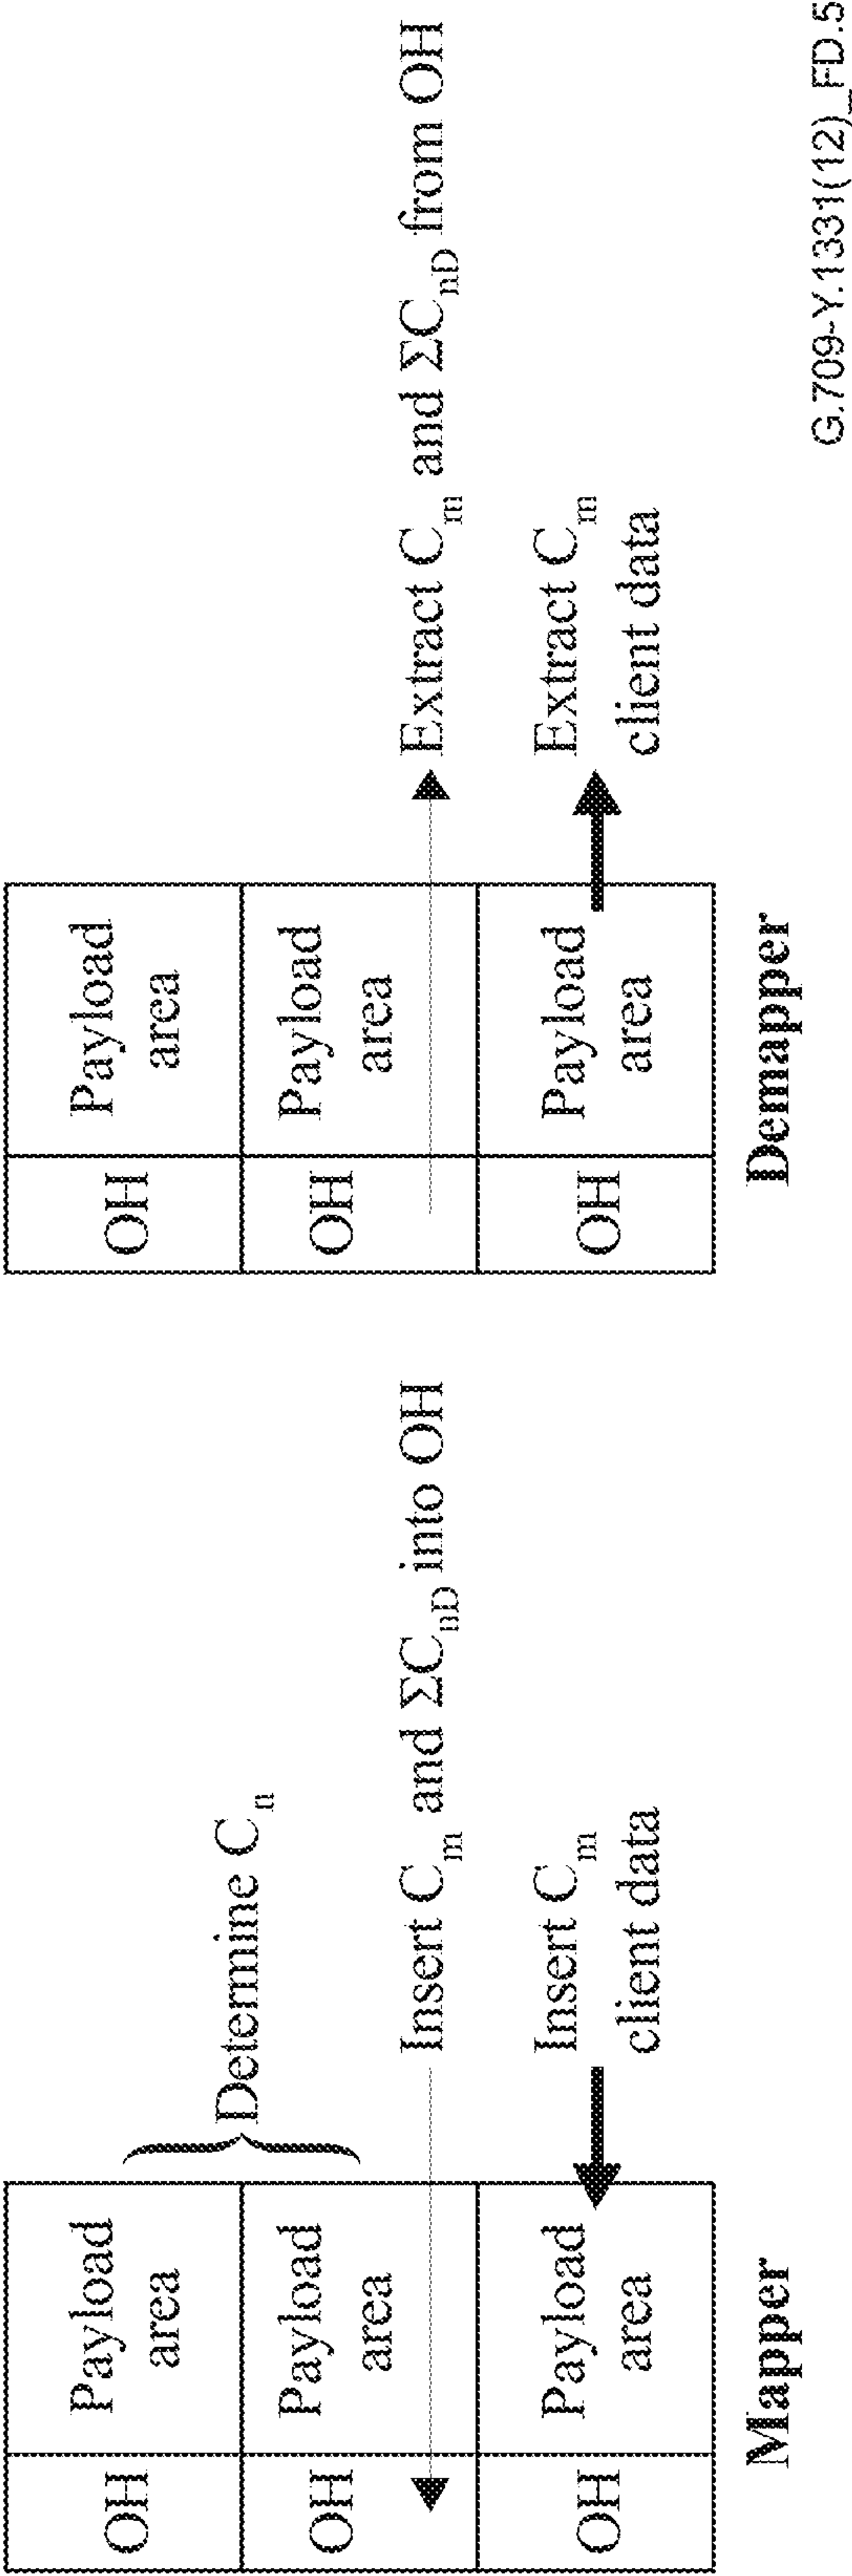 OH
Payload
area
Determine Cn
OH
Payload
area
Insert Cm and ΣCnD into OH
OH
Payload
area
Insert Cm
client data
Mapper
OH
Payload
area
OH
Payload
area
Extract Cm and ΣCnD from OH
OH
Payload
area
Extract Cm
client data
Demapper
G.709-Y.1331(12)_FD.5